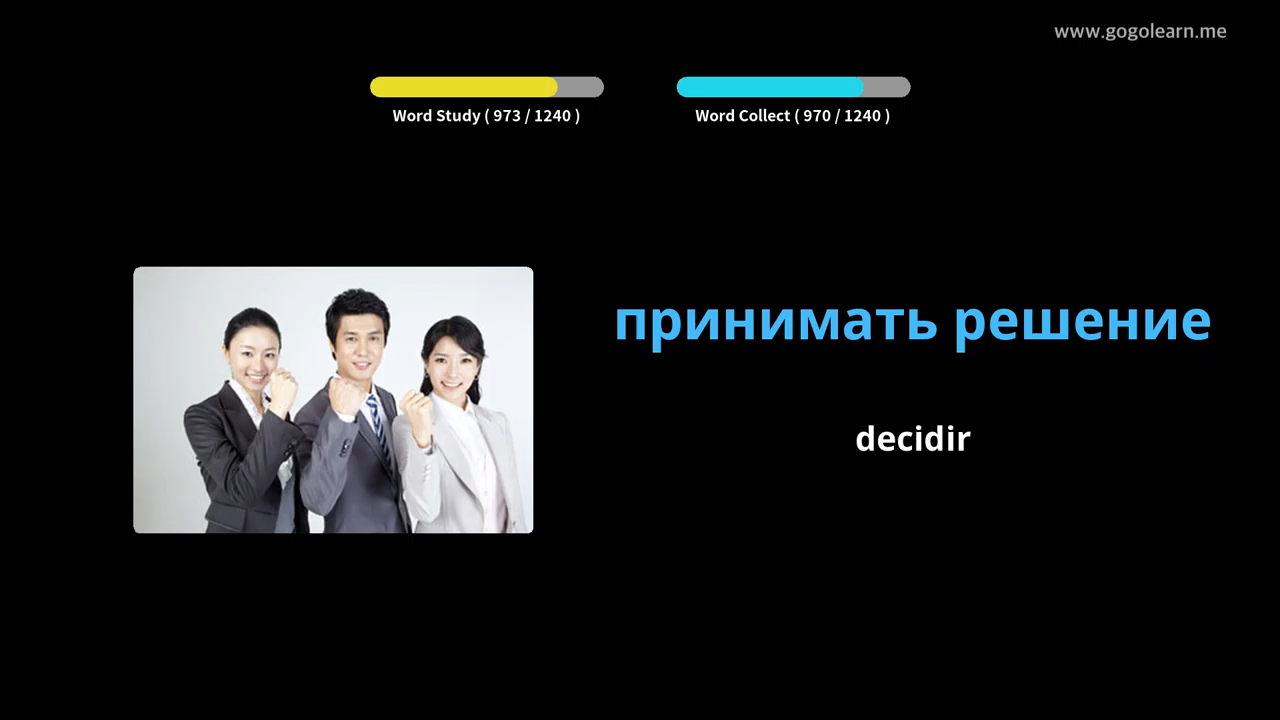 www.gogolearn.me
Word Study ( 973 / 1240 )
Word Collect ( 970 / 1240 )
принимать решение
decidir